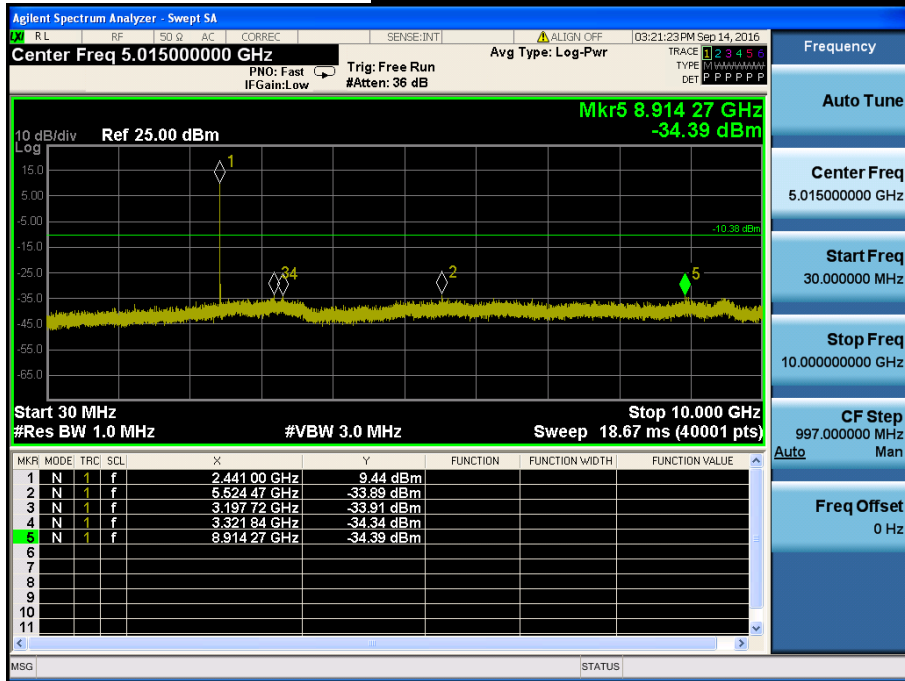 Agilent Spectrum Analyzer - Swept SA
LXI RL RF 50 Ω AC CORREC SENSE:INT ALIGN OFF 03:21:23 PM Sep 14, 2016
Center Freq 5.015000000 GHz
PNO: Fast
IFGain:Low
Trig: Free Run
#Atten: 36 dB
Avg Type: Log-Pwr
TRACE 1 2 3 4 5 6
TYPE M
DET P P P P P P
Mkr5 8.914 27 GHz
-34.39 dBm
10 dB/div Ref 25.00 dBm
Log
15.0
5.00
-5.00
-15.0
-25.0
-35.0
-45.0
-55.0
-65.0
1
-10.38 dBm
34
2
5
Start 30 MHz
Stop 10.000 GHz
#Res BW 1.0 MHz #VBW 3.0 MHz Sweep 18.67 ms (40001 pts)
MKR MODE TRC SCL X Y FUNCTION FUNCTION WIDTH FUNCTION VALUE
1 N 1 f 2.441 00 GHz 9.44 dBm
2 N 1 f 5.524 47 GHz -33.89 dBm
3 N 1 f 3.197 72 GHz -33.91 dBm
4 N 1 f 3.321 84 GHz -34.34 dBm
5 N 1 f 8.914 27 GHz -34.39 dBm
6
7
8
9
10
11
MSG STATUS
Frequency
Auto Tune
Center Freq
5.015000000 GHz
Start Freq
30.000000 MHz
Stop Freq
10.000000000 GHz
CF Step
997.000000 MHz
Auto Man
Freq Offset
0 Hz